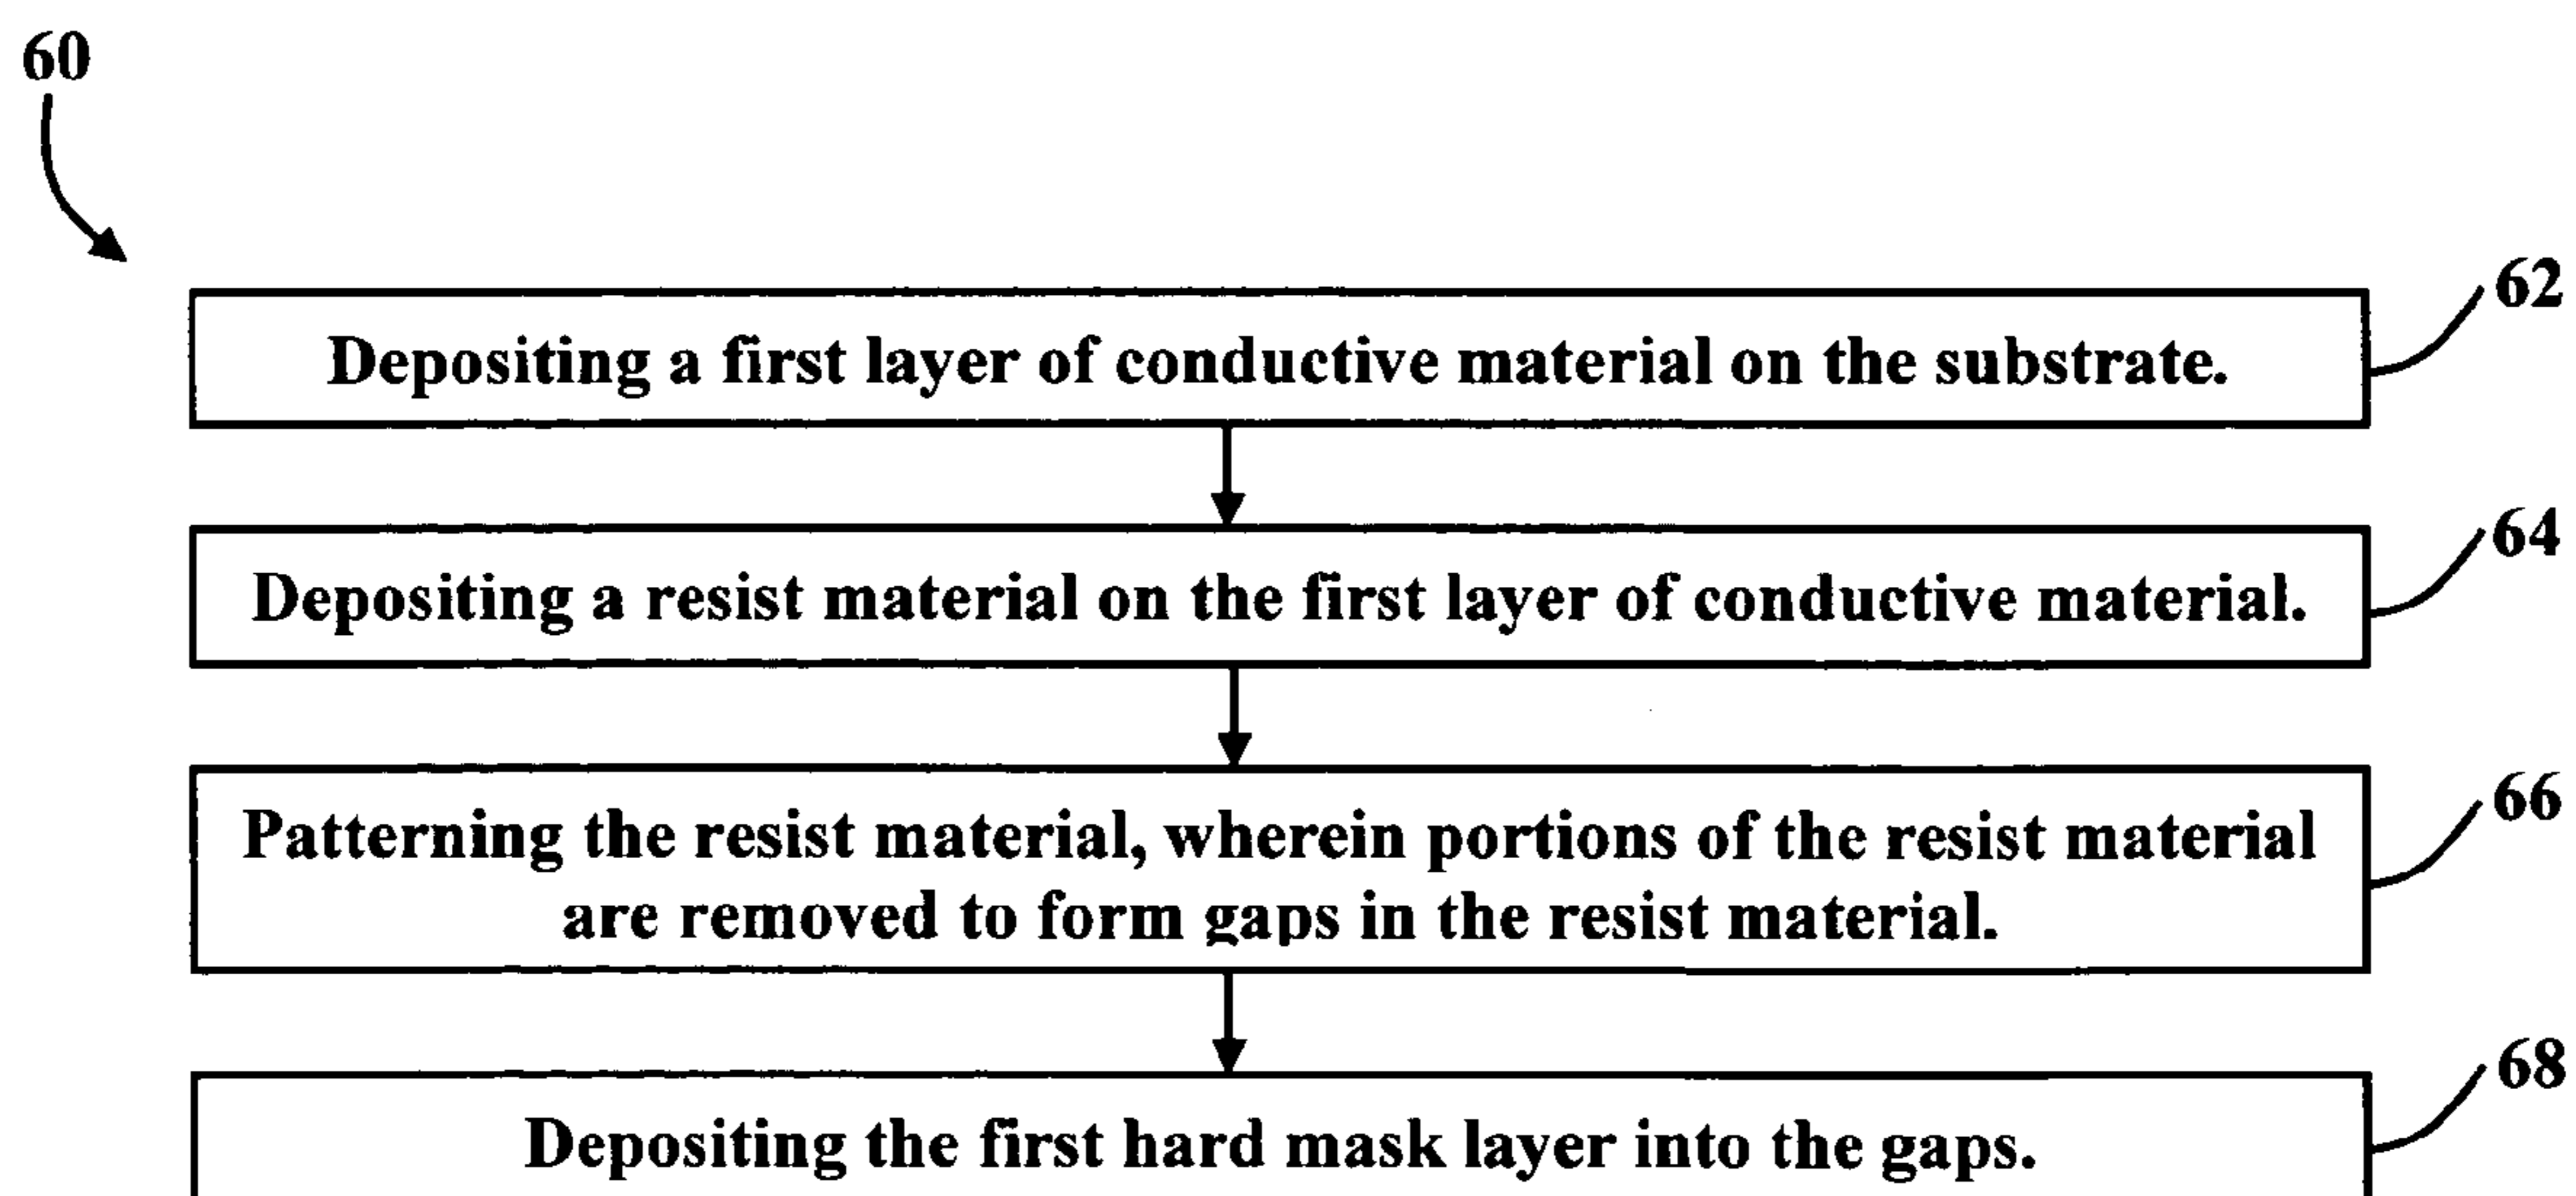 60
62
Depositing a first layer of conductive material on the substrate.
64
Depositing a resist material on the first layer of conductive material.
66
Patterning the resist material, wherein portions of the resist material
are removed to form gaps in the resist material.
68
Depositing the first hard mask layer into the gaps.